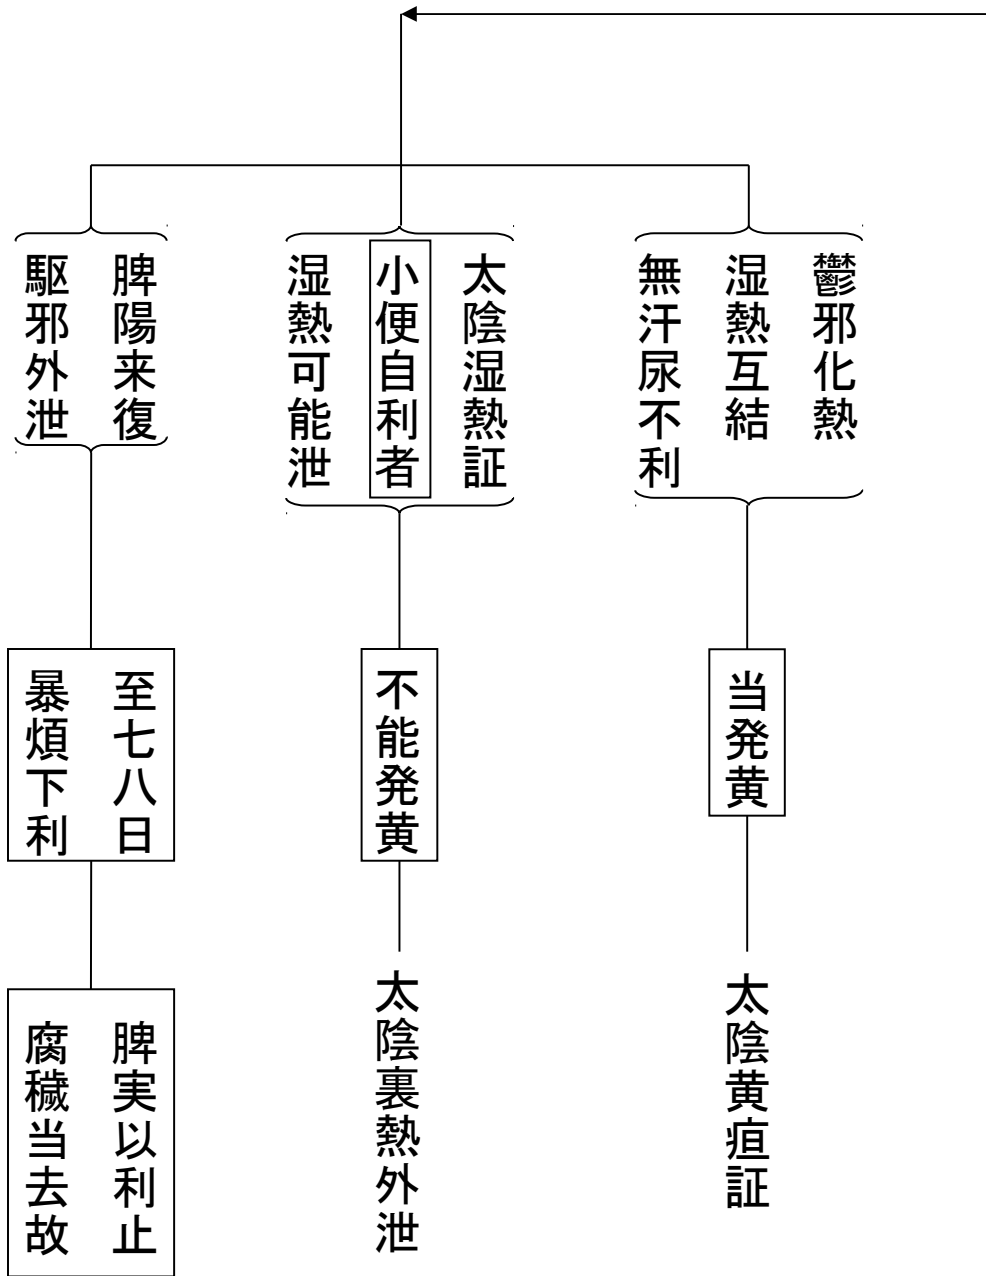 鬱邪化熱
湿熱互結
無汗尿不利
当発黄
太陰黄疸証
太陰湿熱証
小便自利者
湿熱可能泄
不能発黄
太陰裏熱外泄
脾陽来復
駆邪外泄
至七八日
暴煩下利
脾実以利止
腐穢当去故